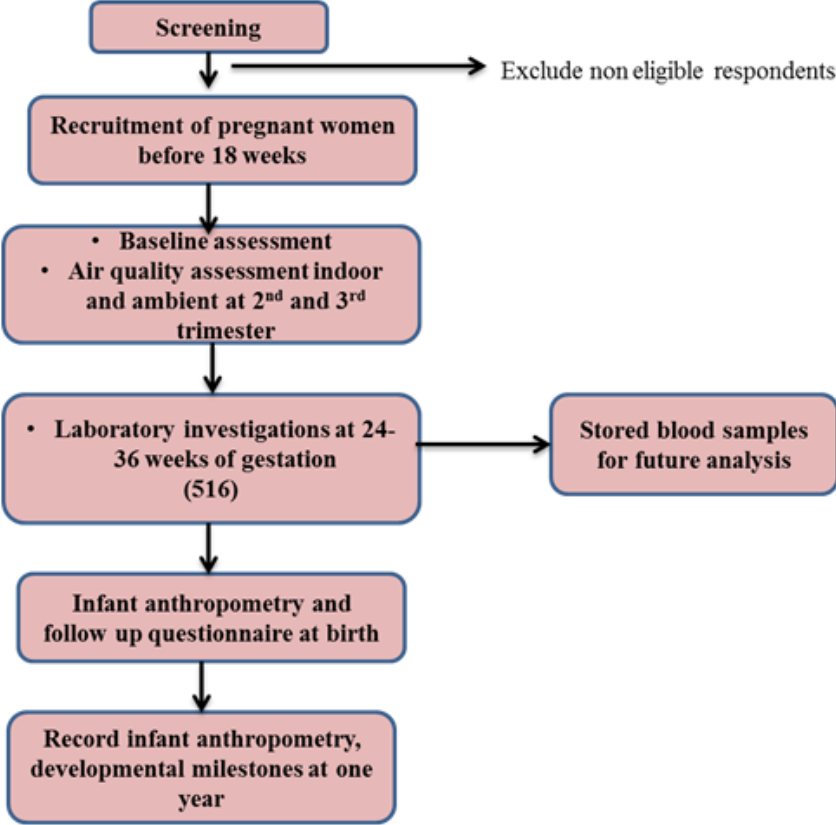 Screening
Exclude non eligible respondents
Recruitment of pregnant women
before 18 weeks
• Baseline assessment
• Air quality assessment indoor
and ambient at 2nd and 3rd
trimester
• Laboratory investigations at 24-
36 weeks of gestation
(516)
Stored blood samples
for future analysis
Infant anthropometry and
follow up questionnaire at birth
Record infant anthropometry,
developmental milestones at one
year